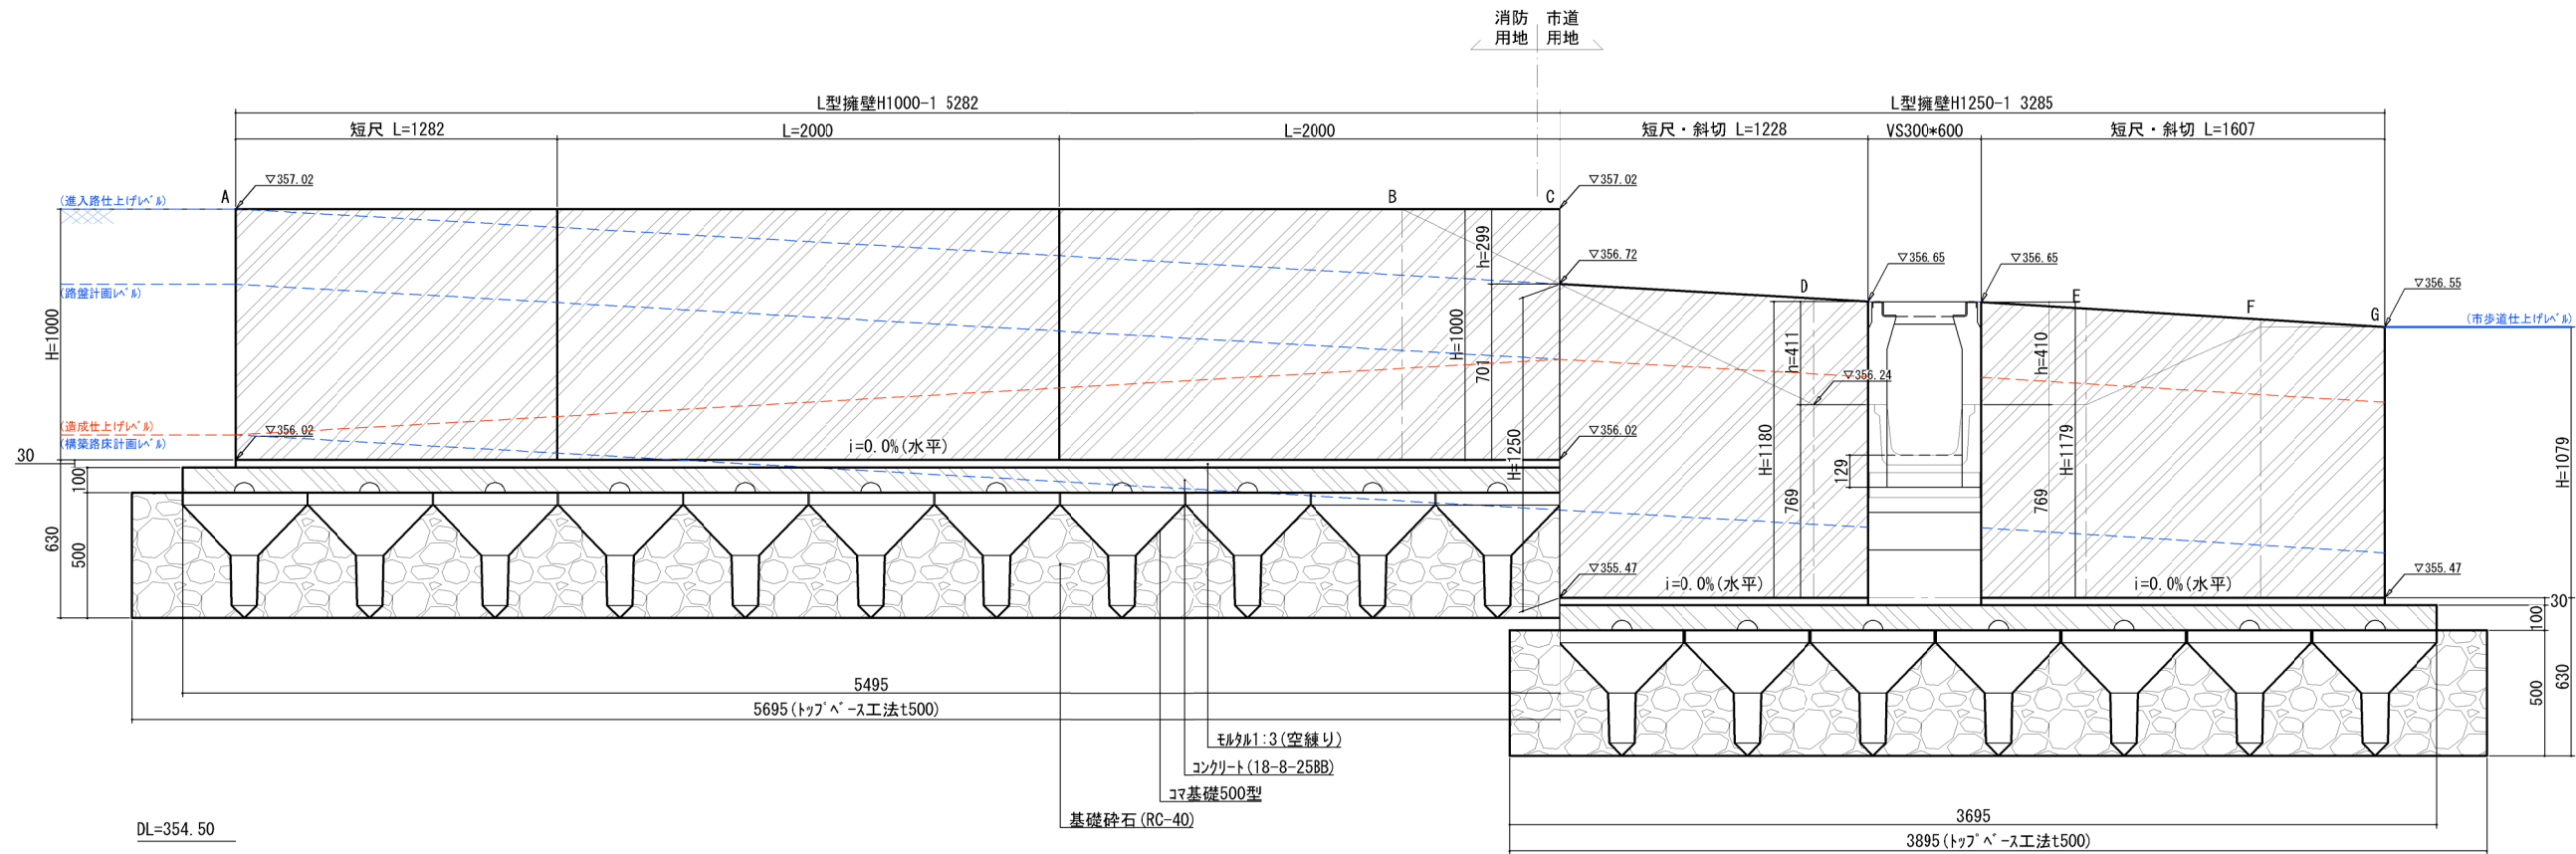 消防 市道
用地 用地
L型擁壁H1000-1 5282
L型擁壁H1250-1 3285
短尺 L=1282
L=2000
L=2000
短尺・斜切 L=1228
VS300*600
短尺・斜切 L=1607
(進入路仕上げﾚﾍﾞﾙ)
A
▽357.02
B
C
▽357.02
(路盤計画ﾚﾍﾞﾙ)
H=1000
h=299
H=1000
701
H=1250
▽356.72
▽356.65
▽356.65
▽356.55
D
E
F
G
(市歩道仕上げﾚﾍﾞﾙ)
h=411
▽356.24
h=410
H=1180
769
129
H=1179
769
H=1079
(造成仕上げﾚﾍﾞﾙ)
(構築路床計画ﾚﾍﾞﾙ)
▽356.02
i=0.0%(水平)
▽356.02
30
100
630
500
▽355.47
i=0.0%(水平)
i=0.0%(水平)
▽355.47
30
100
630
500
5495
5695(ﾄｯﾌﾟﾍﾞｰｽ工法t500)
ﾓﾙﾀﾙ1:3(空練り)
ｺﾝｸﾘｰﾄ(18-8-25BB)
ｺﾏ基礎500型
基礎砕石(RC-40)
3695
3895(ﾄｯﾌﾟﾍﾞｰｽ工法t500)
DL=354.50